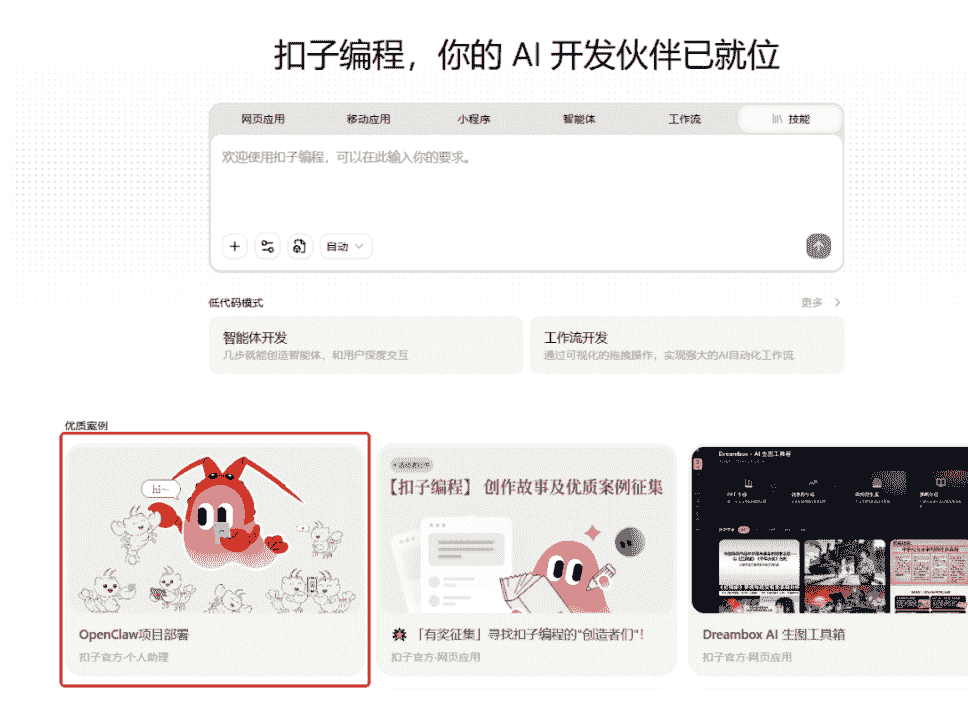 扣子编程，你的 AI 开发伙伴已就位
网页应用 移动应用 小程序 智能体 工作流 技能
欢迎使用扣子编程，可以在此输入你的要求。
自动
低代码模式 更多
智能体开发 工作流开发
几步就能创造智能体，和用户深度交互 通过可视化的拖拽操作，实现强大的AI自动化工作流
优质案例
hi~
【扣子编程】 创作故事及优质案例征集
Dreambox - AI 生图工具箱
OpenClaw项目部署
扣子官方·个人助理
「有奖征集」寻找扣子编程的“创造者们”！
扣子官方·网页应用
Dreambox AI 生图工具箱
扣子官方·网页应用